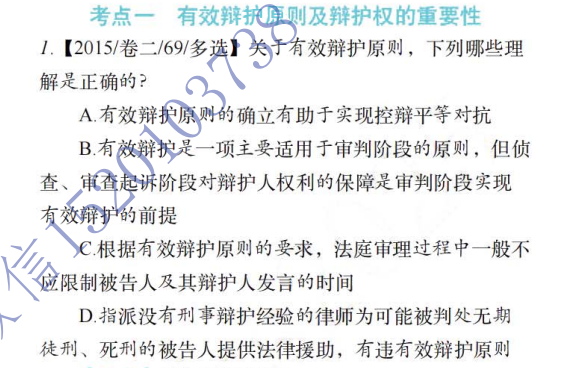 考点一 有效辩护原则及辩护权的重要性
1.【2015/卷二/69/多选】关于有效辩护原则，下列哪些理
解是正确的?
A.有效辩护原则的确立有助于实现控辩平等对抗
B.有效辩护是一项主要适用于审判阶段的原则，但侦
查、审查起诉阶段对辩护人权利的保障是审判阶段实现
有效辩护的前提
C.根据有效辩护原则的要求，法庭审理过程中一般不
应限制被告人及其辩护人发言的时间
D.指派没有刑事辩护经验的律师为可能被判处无期
徒刑、死刑的被告人提供法律援助，有违有效辩护原则
信15201103738